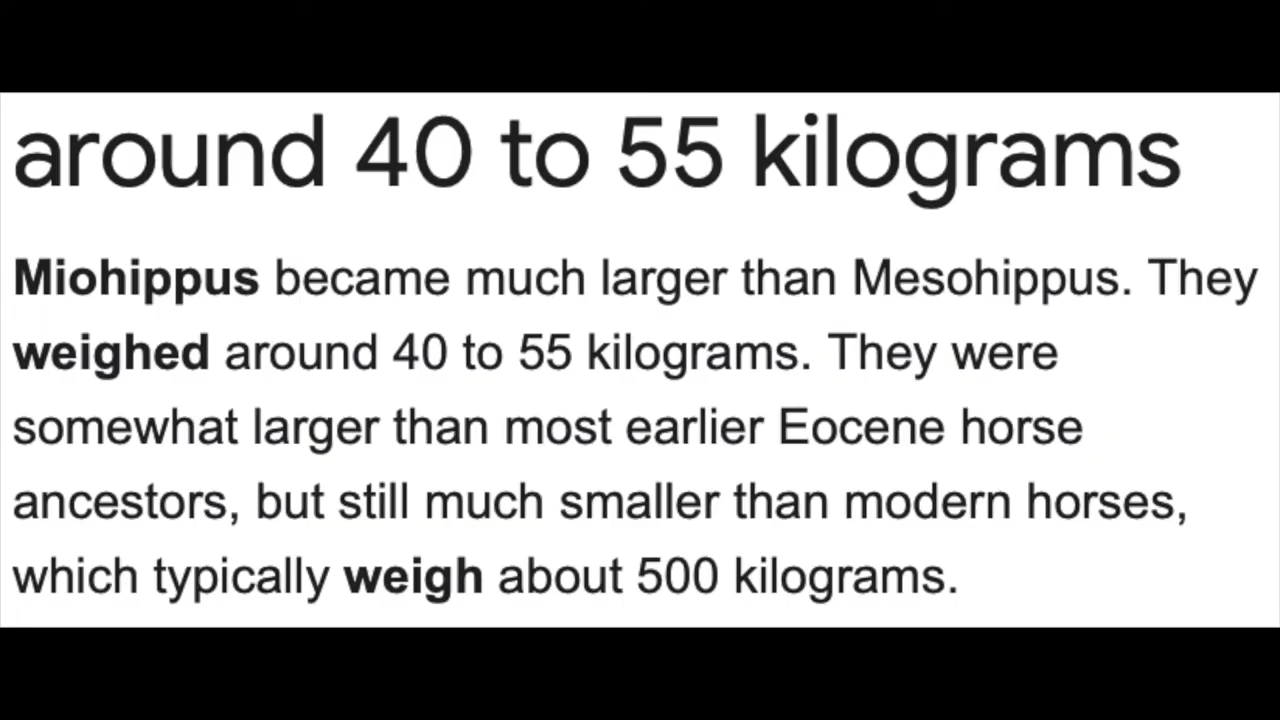 around 40 to 55 kilograms
Miohippus became much larger than Mesohippus. They
weighed around 40 to 55 kilograms. They were
somewhat larger than most earlier Eocene horse
ancestors, but still much smaller than modern horses,
which typically weigh about 500 kilograms.